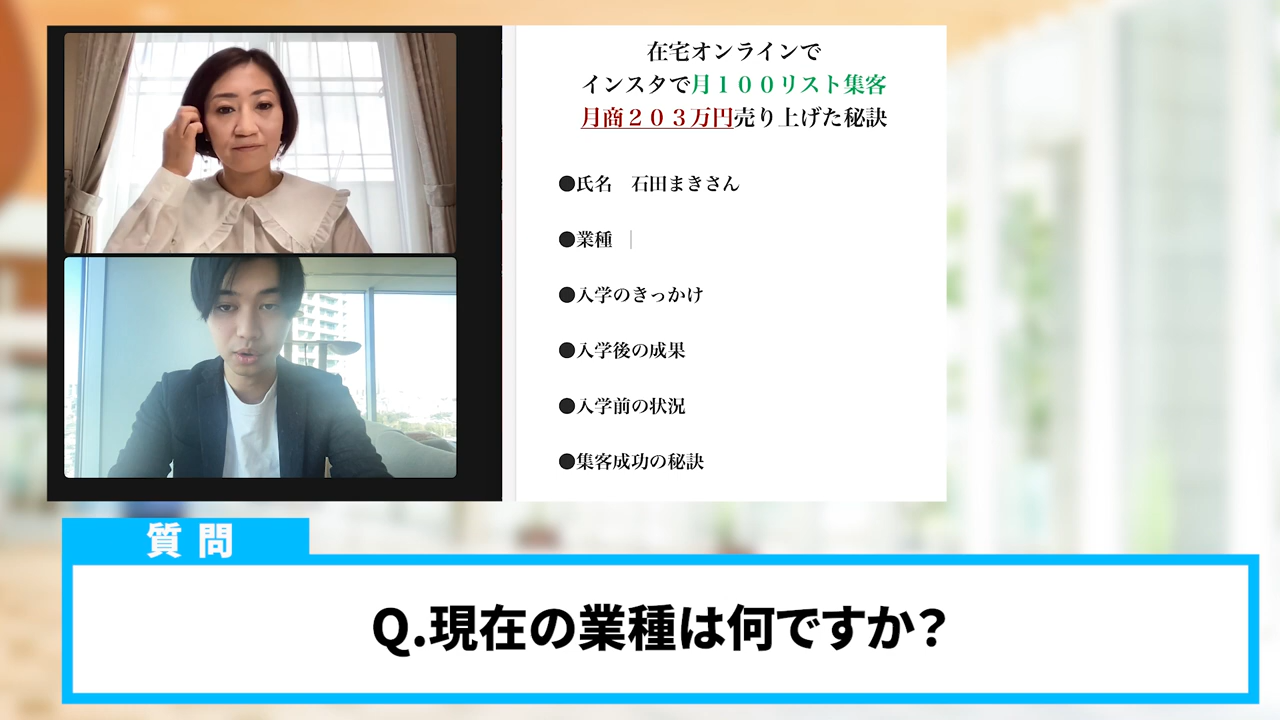 在宅オンラインで
インスタで月１００リスト集客
月商２０３万円売り上げた秘訣
●氏名　石田まきさん
●業種
●入学のきっかけ
●入学後の成果
●入学前の状況
●集客成功の秘訣
質問
Q.現在の業種は何ですか？